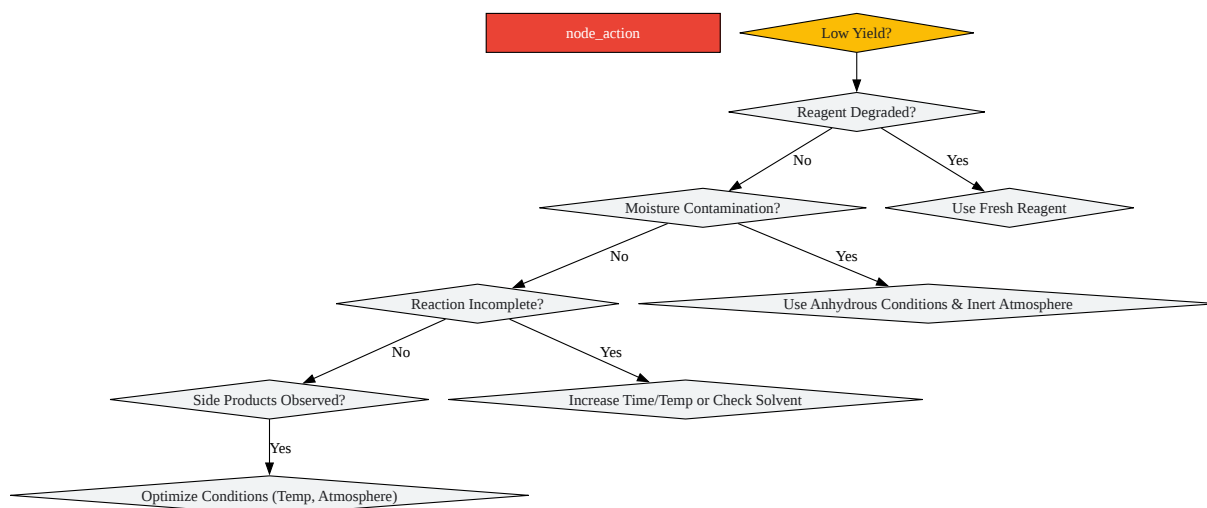 node_action
Low Yield?
Reagent Degraded?
No
Yes
Moisture Contamination?
Use Fresh Reagent
No
Yes
Reaction Incomplete?
Use Anhydrous Conditions & Inert Atmosphere
No
Yes
Side Products Observed?
Increase Time/Temp or Check Solvent
Yes
Optimize Conditions (Temp, Atmosphere)